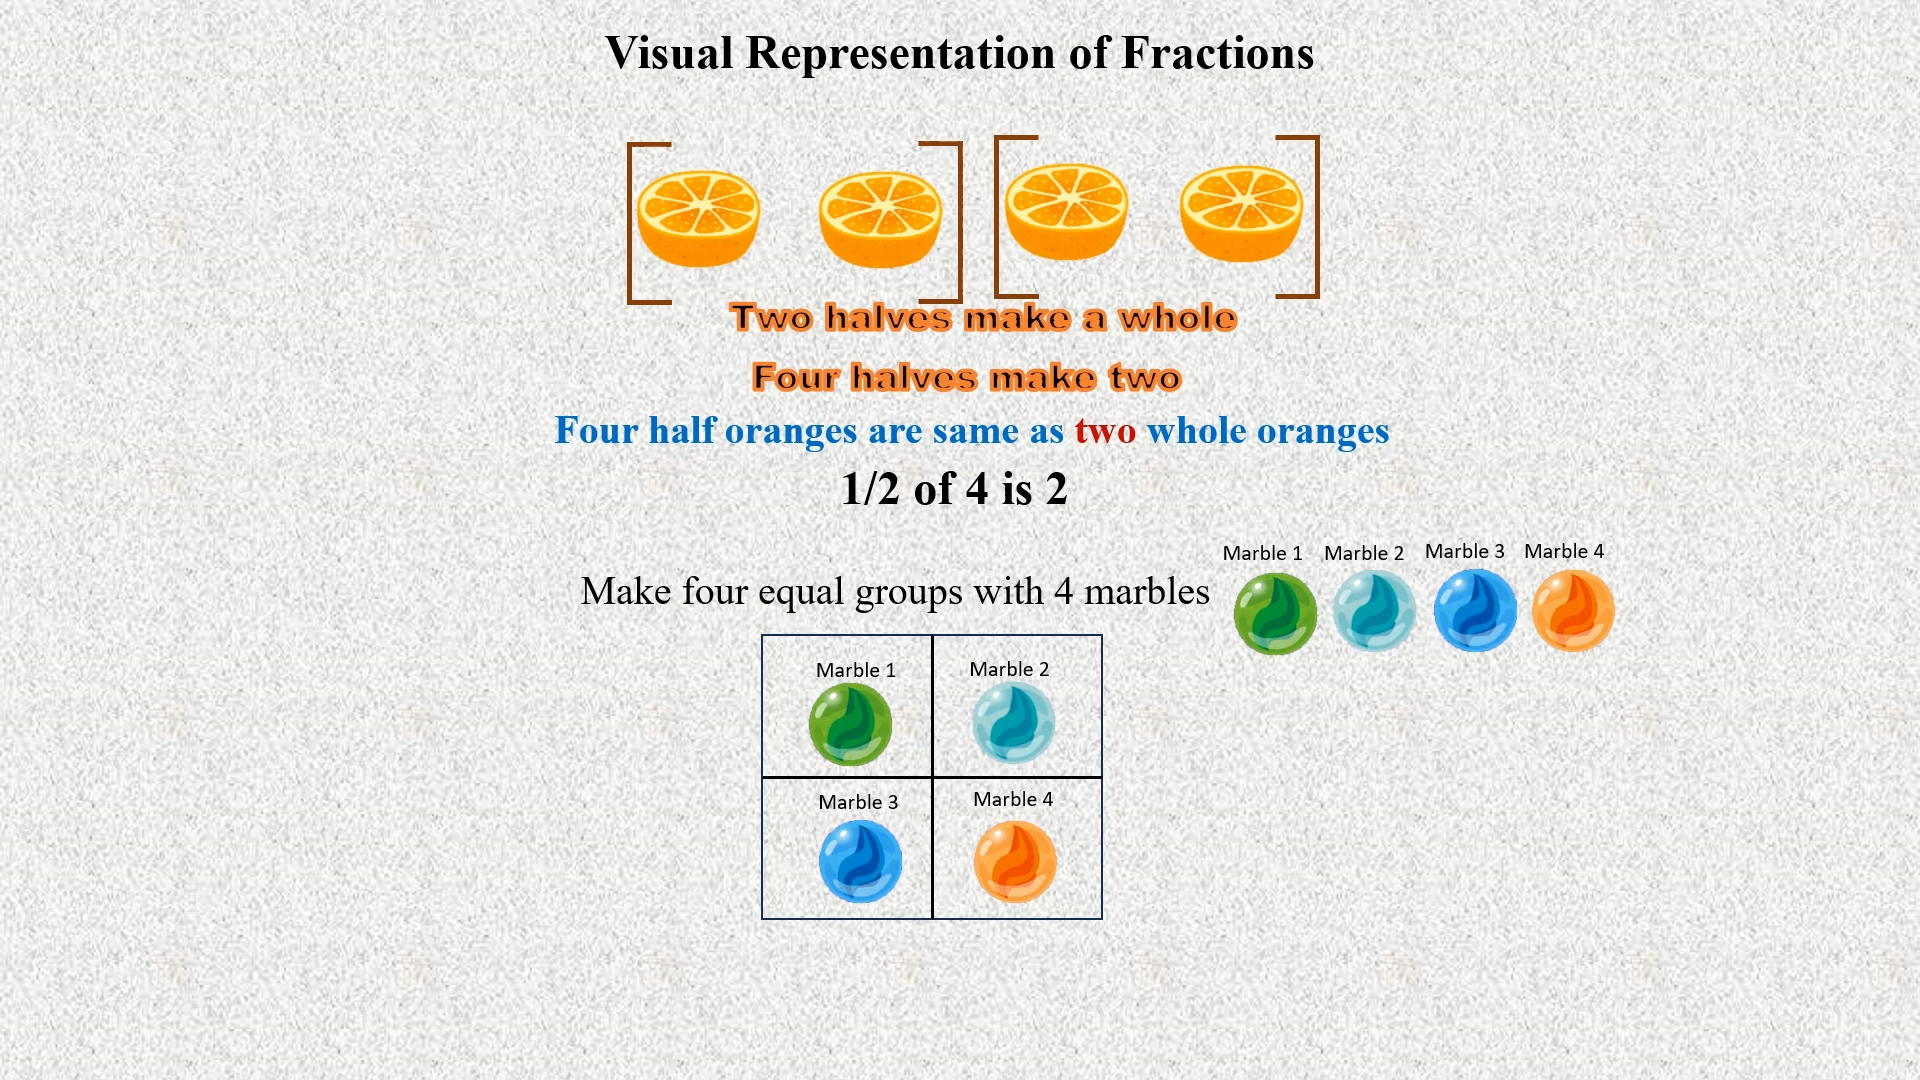 Visual Representation of Fractions
Two halves make a whole
Four halves make two
Four half oranges are same as two whole oranges
1/2 of 4 is 2
Marble 1 Marble 2 Marble 3 Marble 4
Make four equal groups with 4 marbles
Marble 1 Marble 2
Marble 3 Marble 4